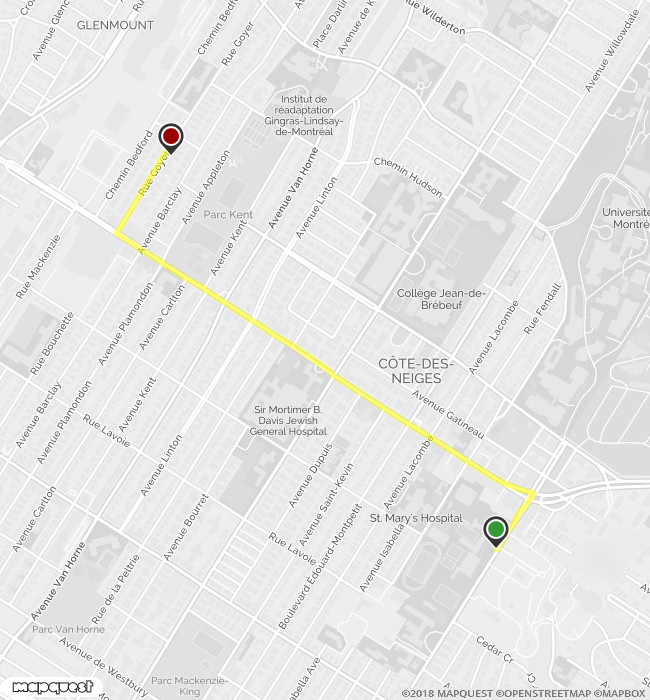 GLENMOUNT
Avenue Glenc
Chemin Bedford
Rue Goyer
Place Darlin
Avenue de K
nue Wilderton
Avenue Willowdale
Institut de
réadaptation
Gingras-Lindsay-
de-Montréal
Chemin Bedford
Rue Goyer
Avenue Barclay
Avenue Appleton
Parc Kent
Avenue Van Horne
Avenue Linton
Chemin Hudson
Universite
Montré
Avenue Kent
Rue Mackenzie
Avenue Plamondon
Avenue Carlton
Collège Jean-de-
Brébeuf
Rue Fendall
Avenue Lacombe
Rue Bouchette
CÔTE-DES-
NEIGES
Avenue Gatineau
Avenue Barclay
Avenue Plamondon
Avenue Kent
Rue Lavoie
Sir Mortimer B.
Davis Jewish
General Hospital
Avenue Linton
Avenue Dupuis
Avenue Saint-Kevin
Avenue Lacombe
Avenue Carlton
Avenue Bourret
St. Mary's Hospital
Rue Lavoie
Boulevard Edouard-Montpetit
Avenue Isabella
Avenue Van Horne
Rue de la Peltrie
Parc Van Horne
Avenue de Westbury
Cedar Cr
Isabella Ave
Parc Mackenzie-
King
mapquest
©2018 MAPQUEST ©OPENSTREETMAP ©MAPBOX